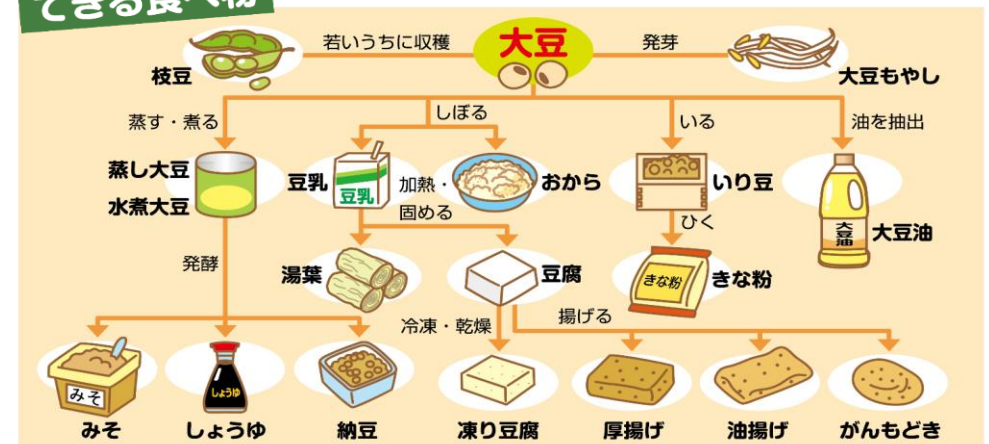 できる食べ物
大豆
若いうちに収穫
発芽
枝豆
大豆もやし
蒸す・煮る
しぼる
いる
油を抽出
蒸し大豆
水煮大豆
豆乳
豆乳
加熱・
固める
おから
いり豆
大豆油
大豆油
発酵
湯葉
豆腐
ひく
きな粉
きな粉
冷凍・乾燥
揚げる
みそ
しょうゆ
みそ
しょうゆ
納豆
凍り豆腐
厚揚げ
油揚げ
がんもどき